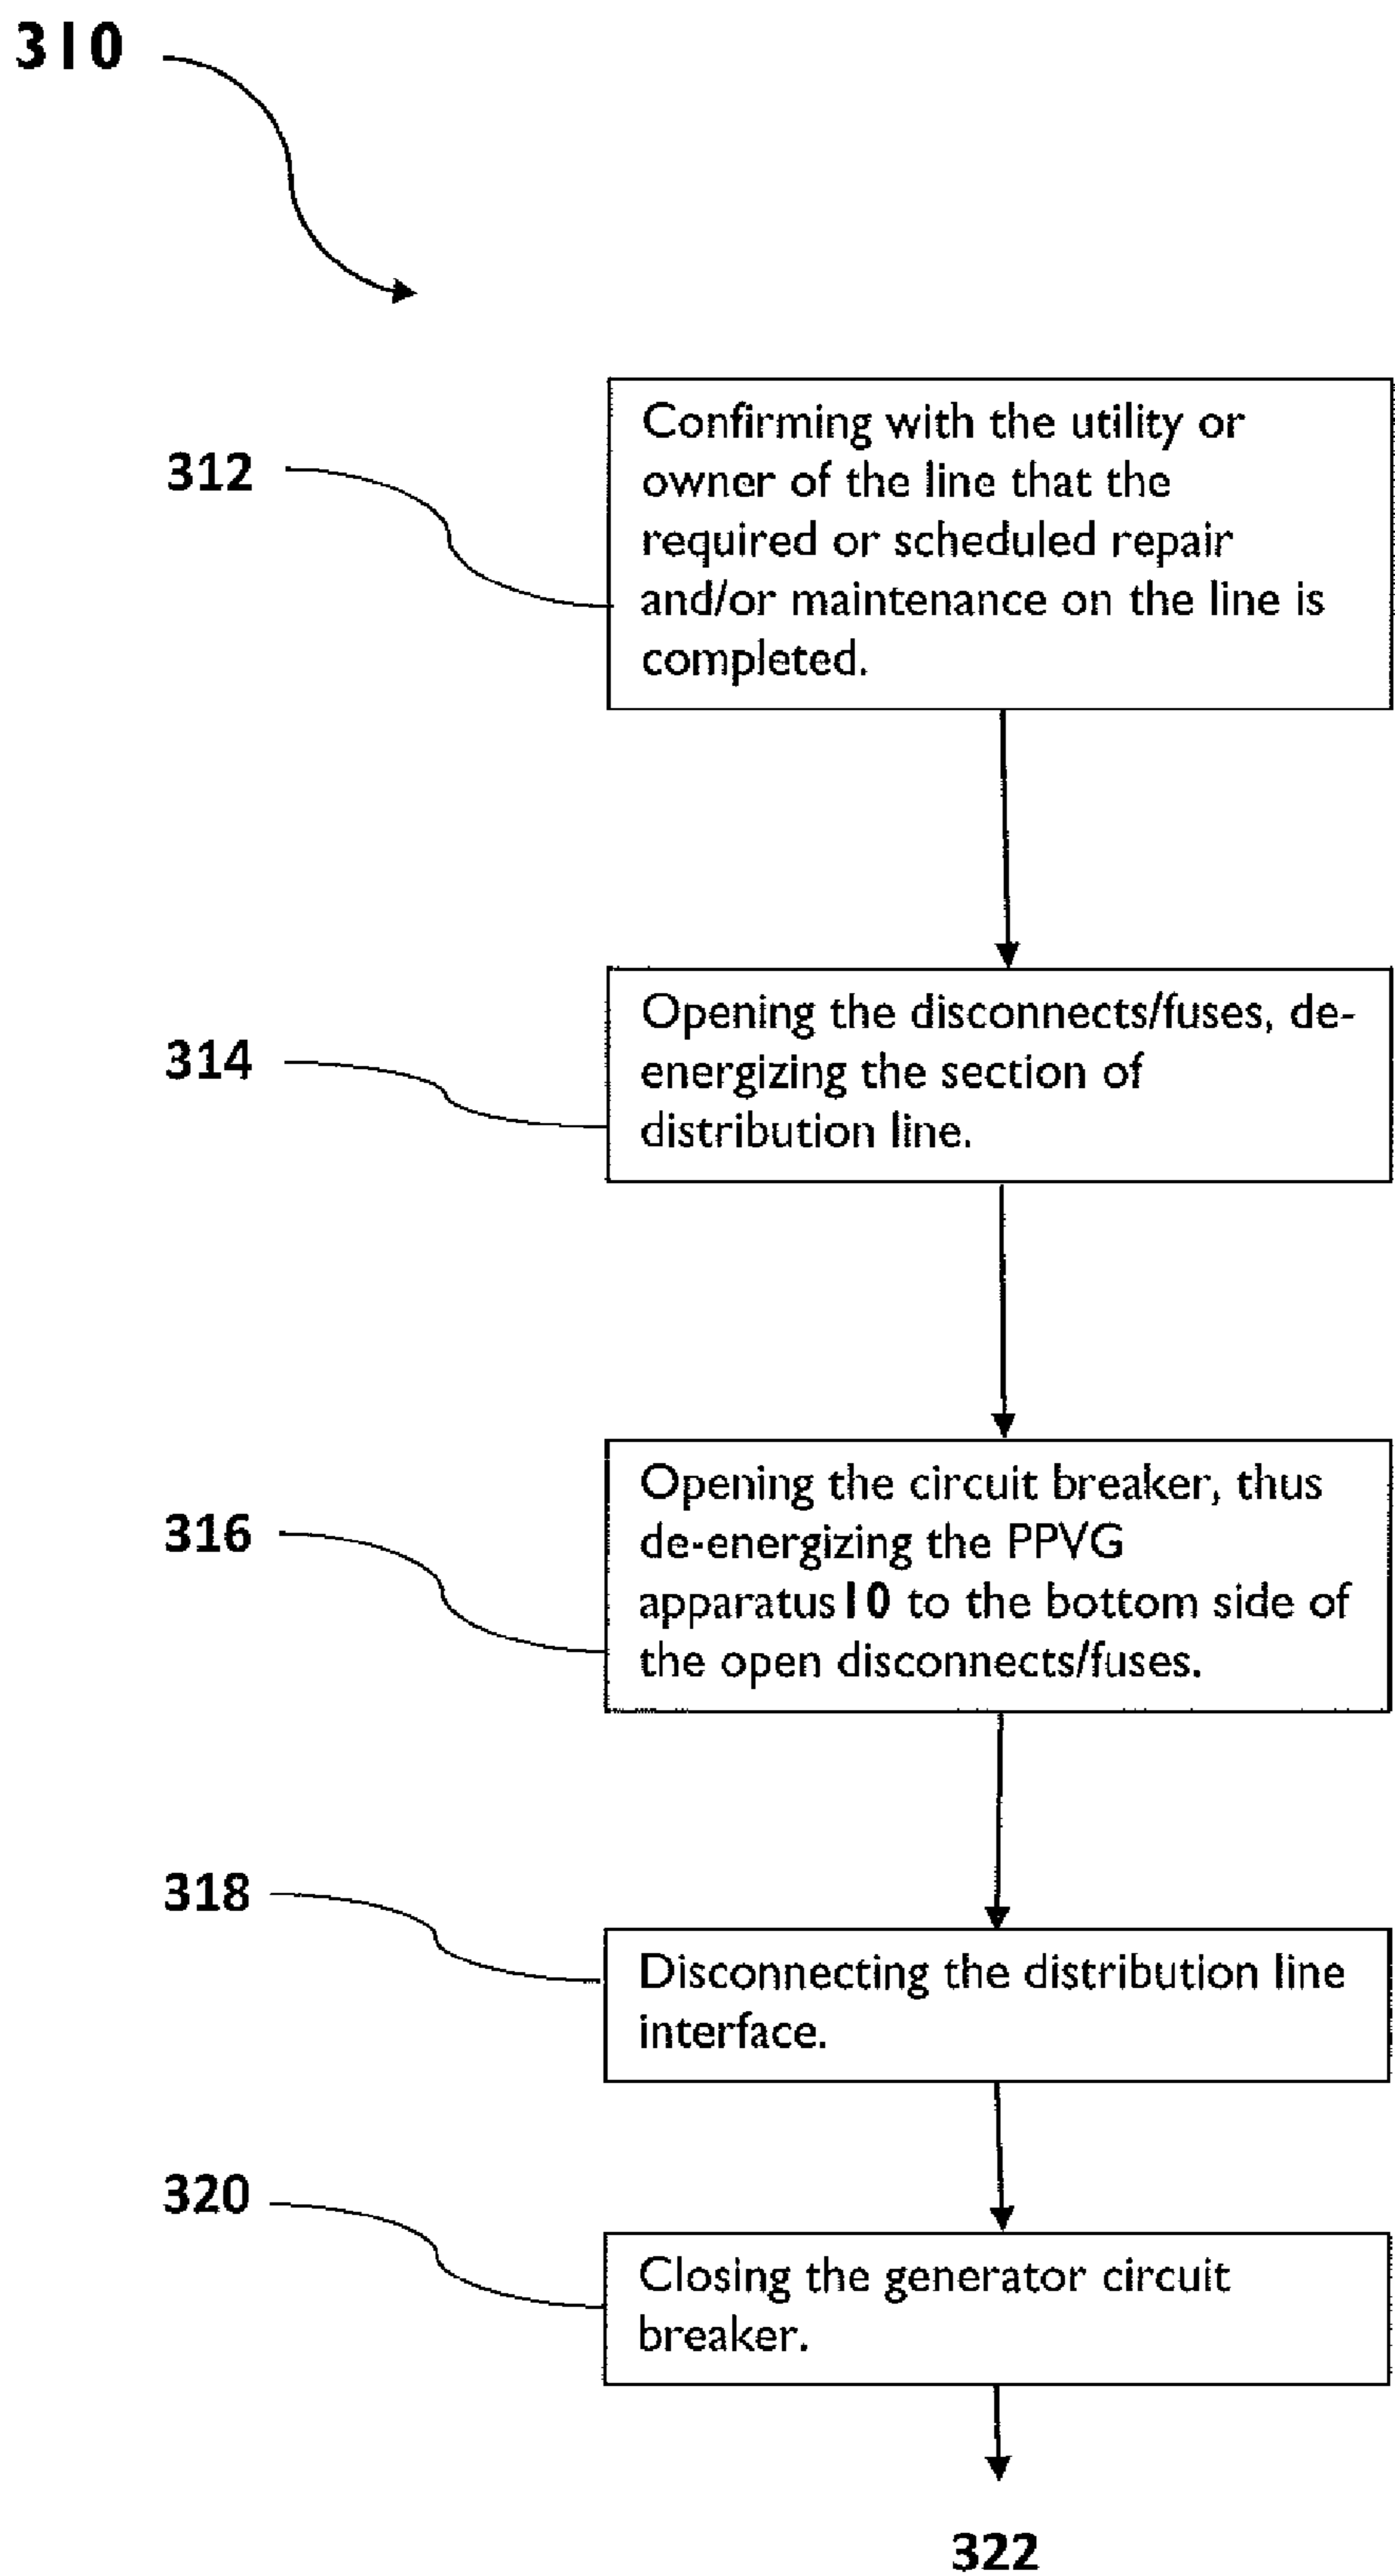 310
312
Confirming with the utility or
owner of the line that the
required or scheduled repair
and/or maintenance on the line is
completed.
314
Opening the disconnects/fuses, de-
energizing the section of
distribution line.
316
Opening the circuit breaker, thus
de-energizing the PPVG
apparatus10 to the bottom side of
the open disconnects/fuses.
318
Disconnecting the distribution line
interface.
320
Closing the generator circuit
breaker.
322